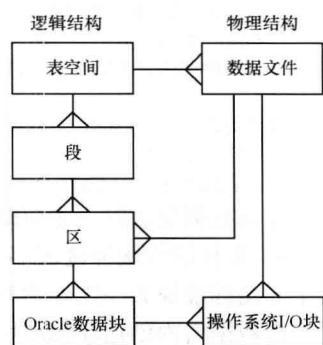 逻辑结构 物理结构
表空间 数据文件
段
区
Oracle数据块 操作系统I/O块